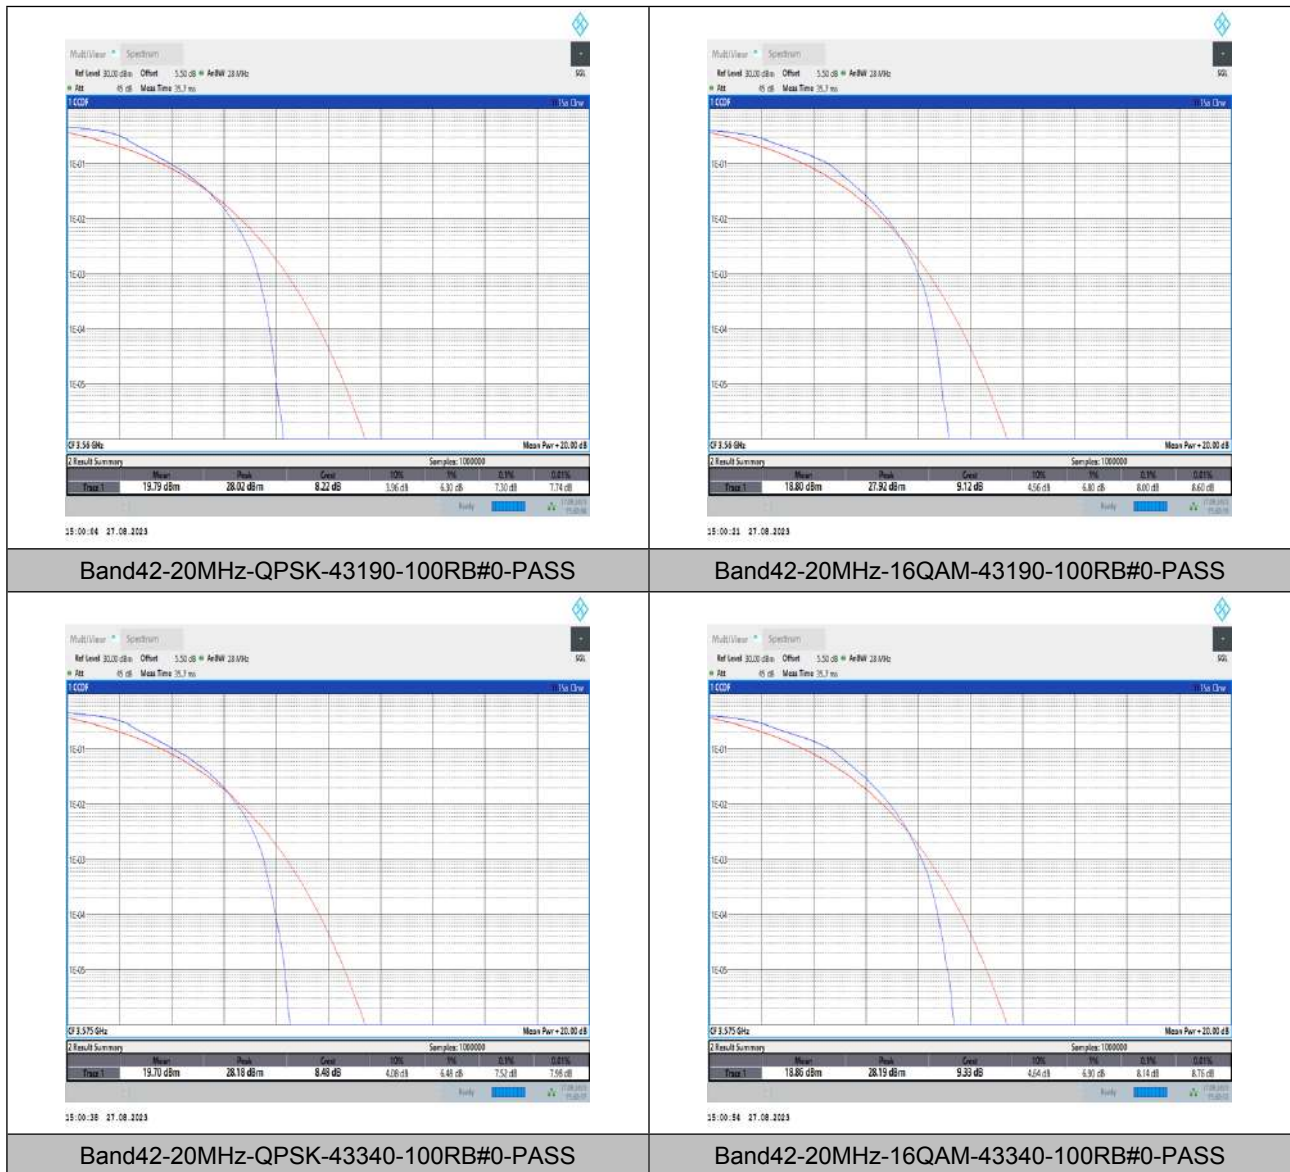 MultiView Spectrum
Ref Level 30.00 dBm Offset 5.50 dB AnBW 28 MHz SGL
Att 45 dB Meas Time 35.7 ms
1 CCDF
1E-01
1E-02
1E-03
1E-04
1E-05
CF 3.56 GHz Mean Pwr + 20.00 dB
2 Result Summary Samples: 1000000
Mean Peak Crest 10% 1% 0.1% 0.01%
Trace 1 19.79 dBm 28.02 dBm 8.22 dB 3.96 dB 6.30 dB 7.30 dB 7.74 dB
Ready
15:00:04 27.08.2023
MultiView Spectrum
Ref Level 30.00 dBm Offset 5.50 dB AnBW 28 MHz SGL
Att 45 dB Meas Time 35.7 ms
1 CCDF
1E-01
1E-02
1E-03
1E-04
1E-05
CF 3.56 GHz Mean Pwr + 20.00 dB
2 Result Summary Samples: 1000000
Mean Peak Crest 10% 1% 0.1% 0.01%
Trace 1 18.80 dBm 27.92 dBm 9.12 dB 4.56 dB 6.80 dB 8.00 dB 8.60 dB
Ready
15:00:21 27.08.2023
Band42-20MHz-QPSK-43190-100RB#0-PASS
Band42-20MHz-16QAM-43190-100RB#0-PASS
MultiView Spectrum
Ref Level 30.00 dBm Offset 5.50 dB AnBW 28 MHz SGL
Att 45 dB Meas Time 35.7 ms
1 CCDF
1E-01
1E-02
1E-03
1E-04
1E-05
CF 3.575 GHz Mean Pwr + 20.00 dB
2 Result Summary Samples: 1000000
Mean Peak Crest 10% 1% 0.1% 0.01%
Trace 1 19.70 dBm 28.18 dBm 8.48 dB 4.08 dB 6.48 dB 7.52 dB 7.98 dB
Ready
15:00:38 27.08.2023
MultiView Spectrum
Ref Level 30.00 dBm Offset 5.50 dB AnBW 28 MHz SGL
Att 45 dB Meas Time 35.7 ms
1 CCDF
1E-01
1E-02
1E-03
1E-04
1E-05
CF 3.575 GHz Mean Pwr + 20.00 dB
2 Result Summary Samples: 1000000
Mean Peak Crest 10% 1% 0.1% 0.01%
Trace 1 18.86 dBm 28.19 dBm 9.33 dB 4.64 dB 6.90 dB 8.14 dB 8.76 dB
Ready
15:00:54 27.08.2023
Band42-20MHz-QPSK-43340-100RB#0-PASS
Band42-20MHz-16QAM-43340-100RB#0-PASS